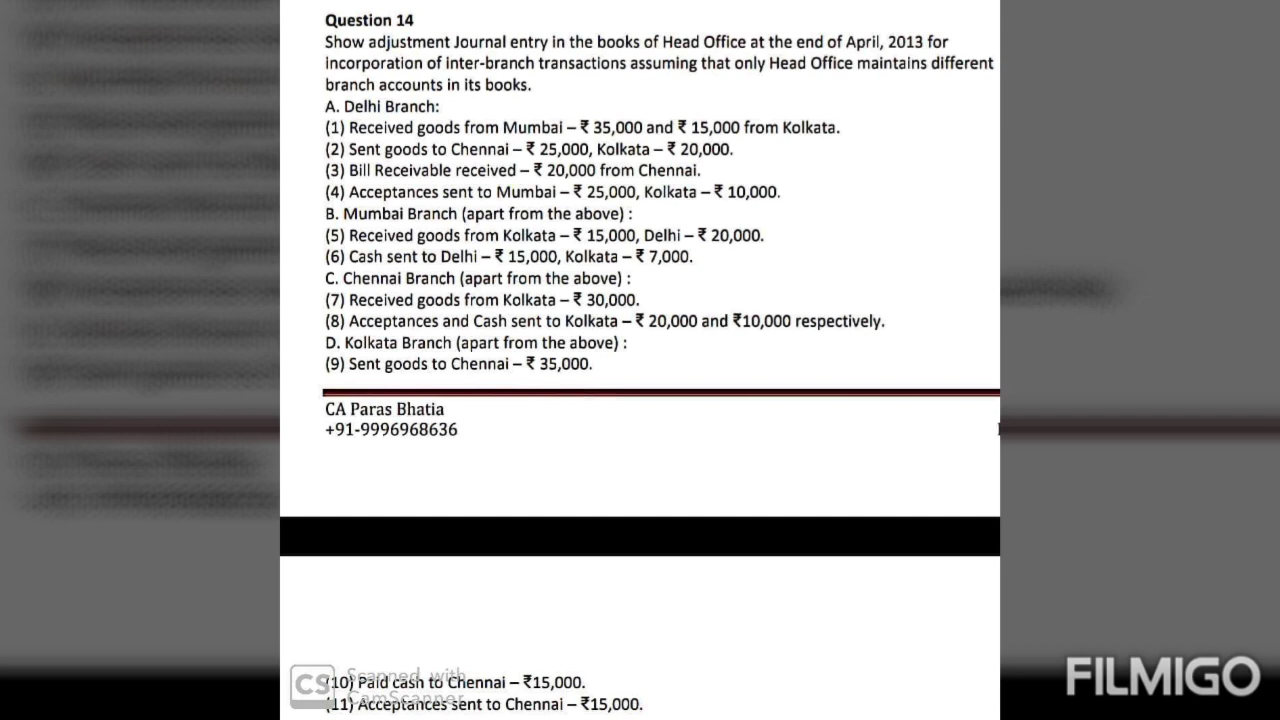 Question 14
Show adjustment Journal entry in the books of Head Office at the end of April, 2013 for
incorporation of inter-branch transactions assuming that only Head Office maintains different
branch accounts in its books.
A. Delhi Branch:
(1) Received goods from Mumbai – ₹ 35,000 and ₹ 15,000 from Kolkata.
(2) Sent goods to Chennai – ₹ 25,000, Kolkata – ₹ 20,000.
(3) Bill Receivable received – ₹ 20,000 from Chennai.
(4) Acceptances sent to Mumbai – ₹ 25,000, Kolkata – ₹ 10,000.
B. Mumbai Branch (apart from the above) :
(5) Received goods from Kolkata – ₹ 15,000, Delhi – ₹ 20,000.
(6) Cash sent to Delhi – ₹ 15,000, Kolkata – ₹ 7,000.
C. Chennai Branch (apart from the above) :
(7) Received goods from Kolkata – ₹ 30,000.
(8) Acceptances and Cash sent to Kolkata – ₹ 20,000 and ₹10,000 respectively.
D. Kolkata Branch (apart from the above) :
(9) Sent goods to Chennai – ₹ 35,000.
CA Paras Bhatia
+91-9996968636
CS Scanned with
CamScanner
(10) Paid cash to Chennai – ₹15,000.
(11) Acceptances sent to Chennai – ₹15,000.
FILMIGO